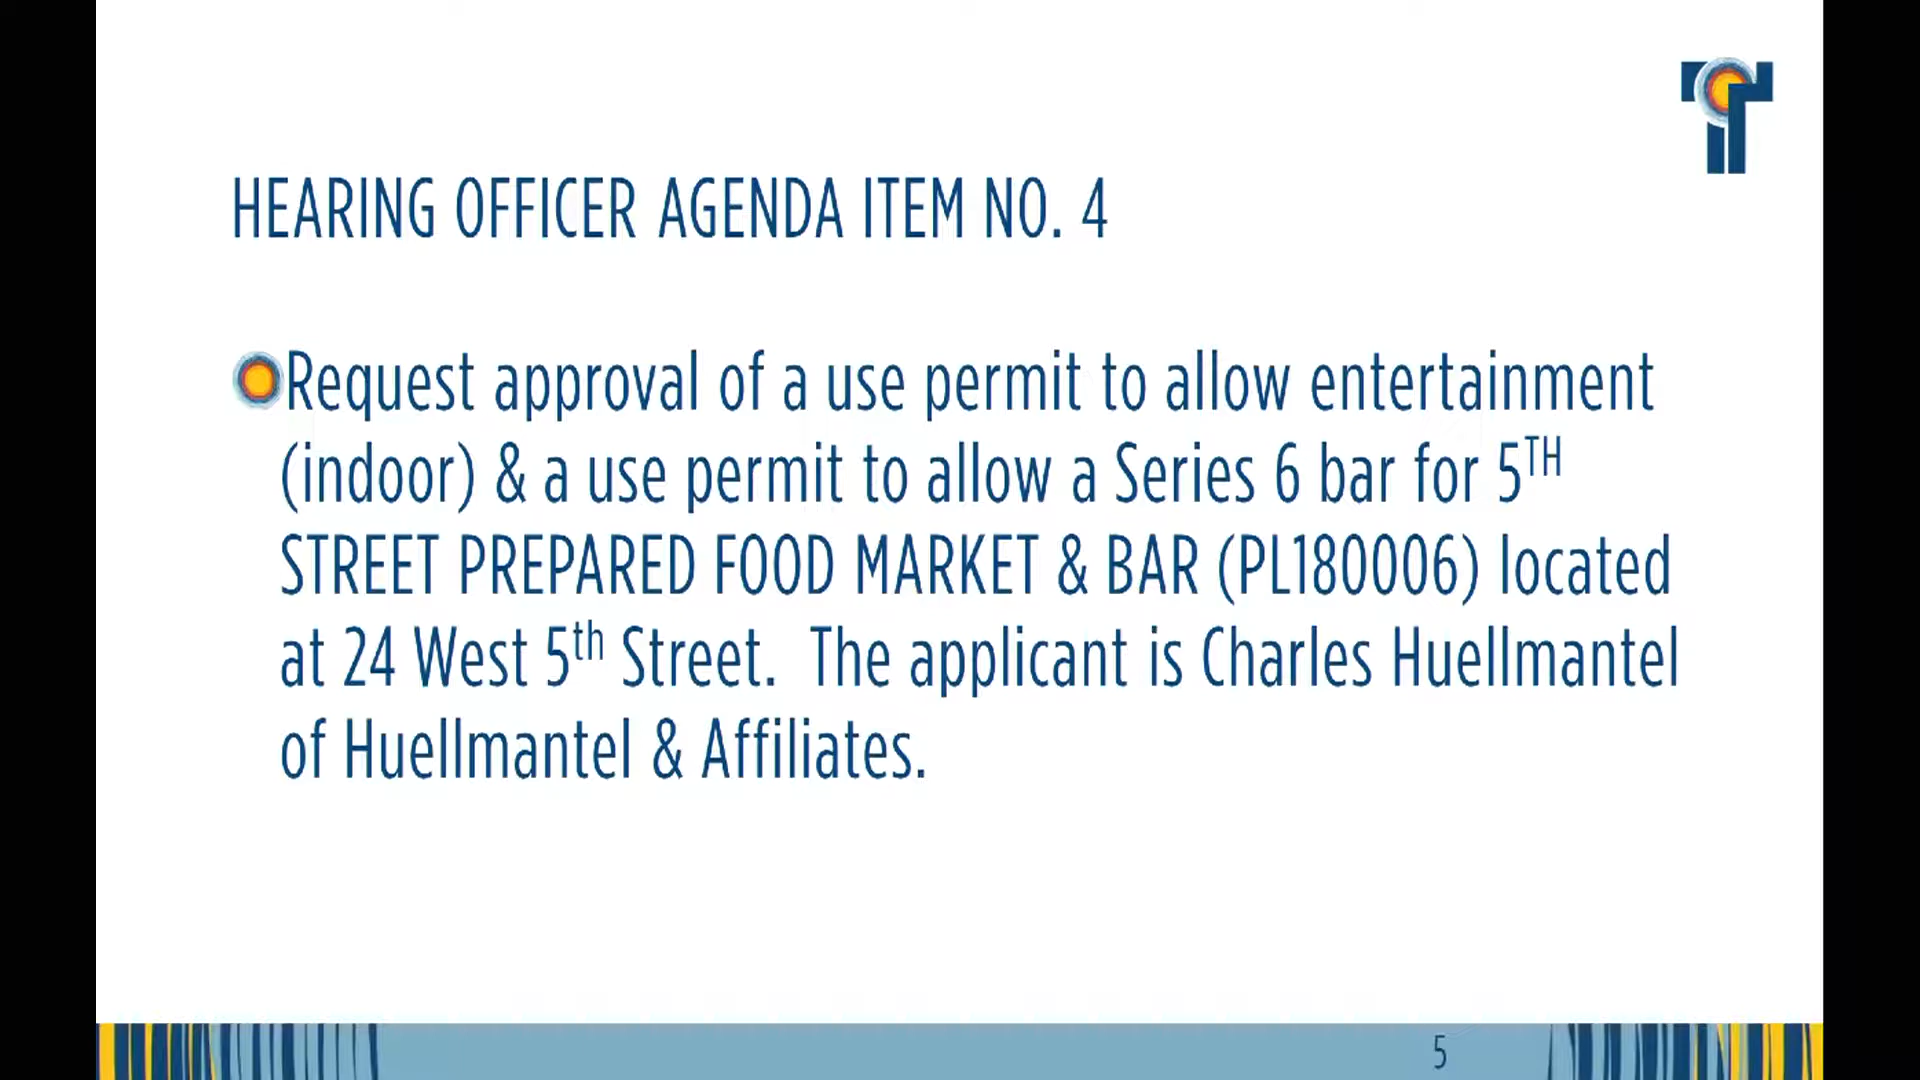 HEARING OFFICER AGENDA ITEM NO. 4
Request approval of a use permit to allow entertainment
(indoor) & a use permit to allow a Series 6 bar for 5TH
STREET PREPARED FOOD MARKET & BAR (PL180006) located
at 24 West 5th Street.  The applicant is Charles Huellmantel
of Huellmantel & Affiliates.
5